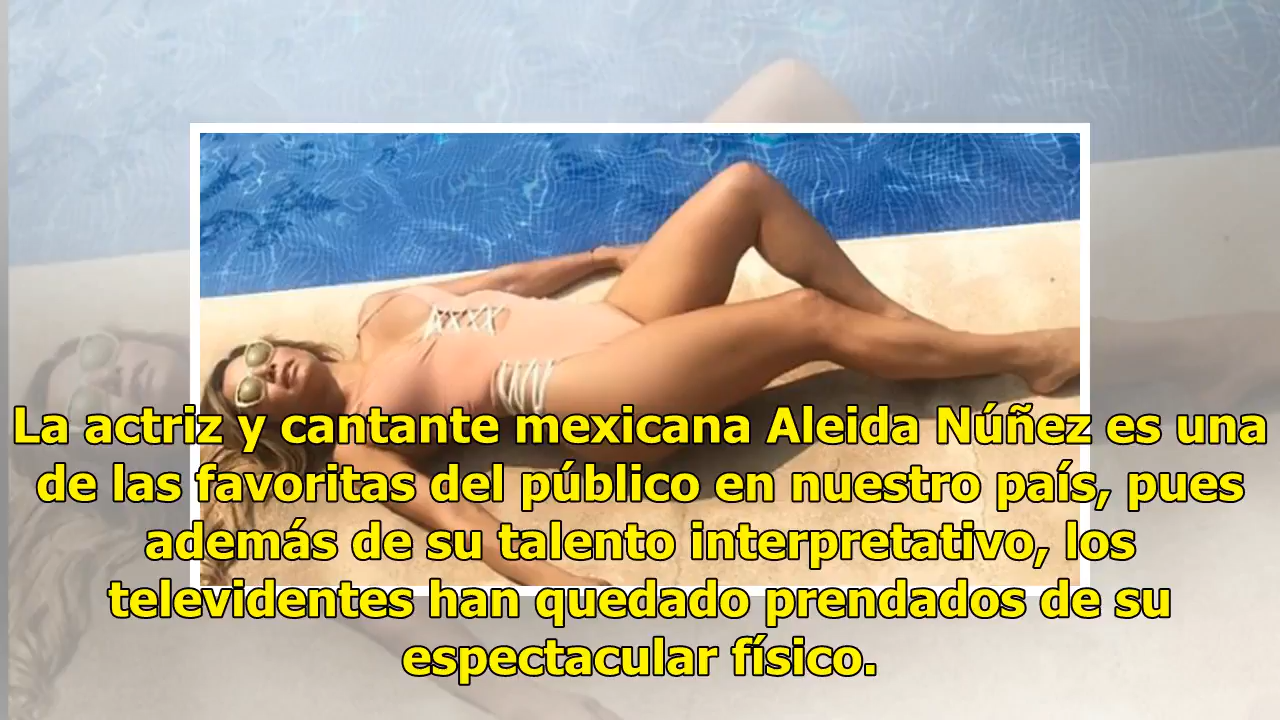 La actriz y cantante mexicana Aleida Núñez es una
de las favoritas del público en nuestro país, pues
además de su talento interpretativo, los
televidentes han quedado prendados de su
espectacular físico.